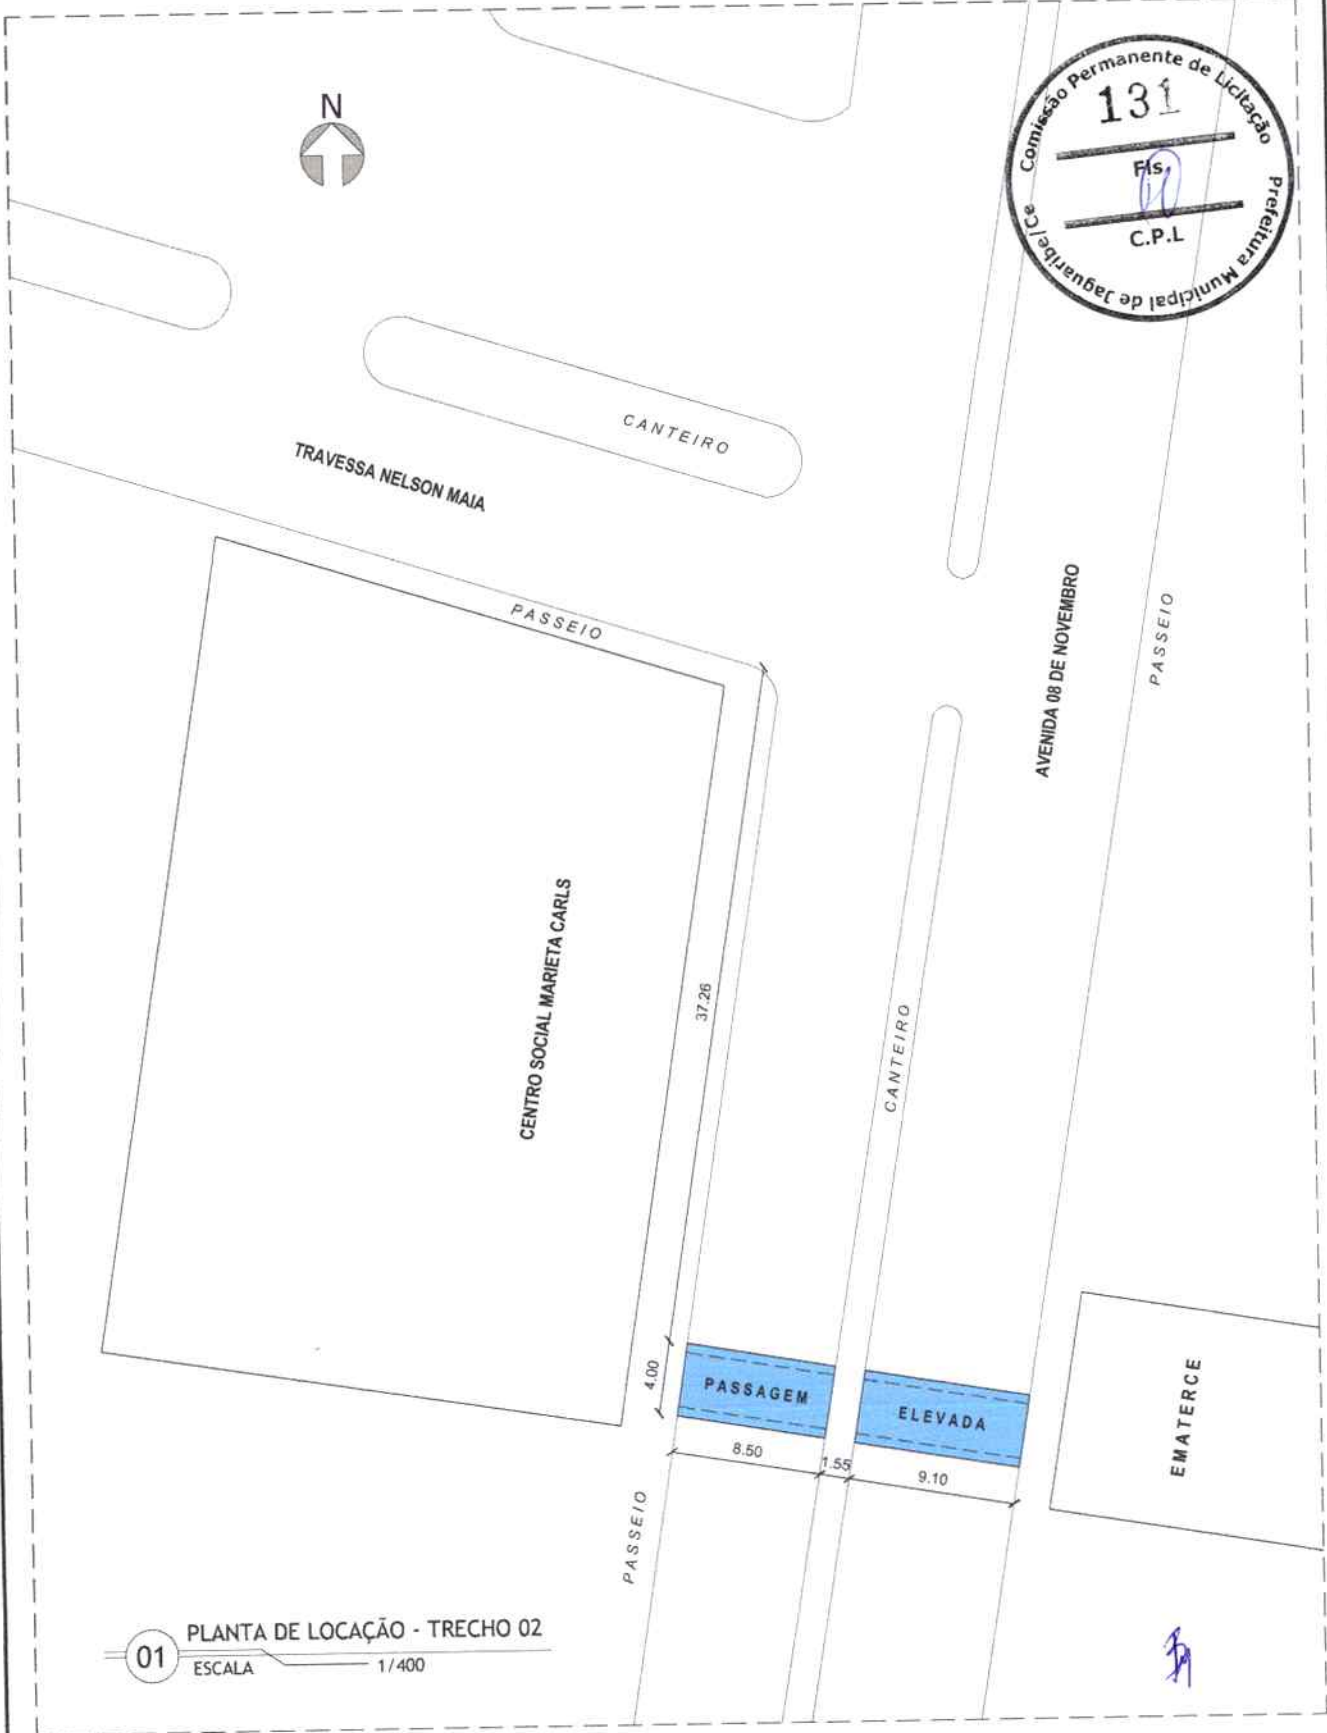 N
Comissão Permanente de Licitação
131
Fls.
C.P.L
Prefeitura Municipal de Jaguaribe/Ce
CANTEIRO
TRAVESSA NELSON MAIA
PASSEIO
AVENIDA 08 DE NOVEMBRO
PASSEIO
CENTRO SOCIAL MARIETA CARLS
37.26
CANTEIRO
4.00
PASSAGEM
ELEVADA
EMATERCE
8.50
1.55
9.10
PASSEIO
01
PLANTA DE LOCAÇÃO - TRECHO 02
ESCALA
1/400